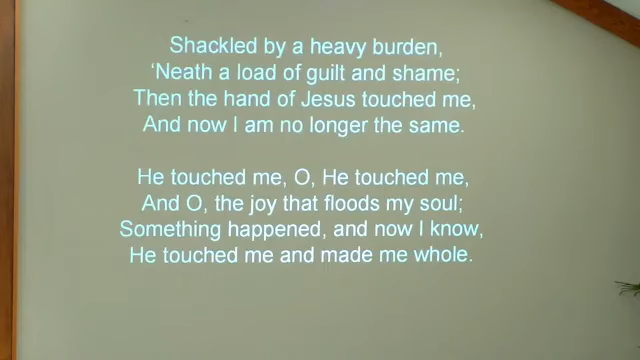 Shackled by a heavy burden,
‘Neath a load of guilt and shame;
Then the hand of Jesus touched me,
And now I am no longer the same.
He touched me, O, He touched me,
And O, the joy that floods my soul;
Something happened, and now I know,
He touched me and made me whole.